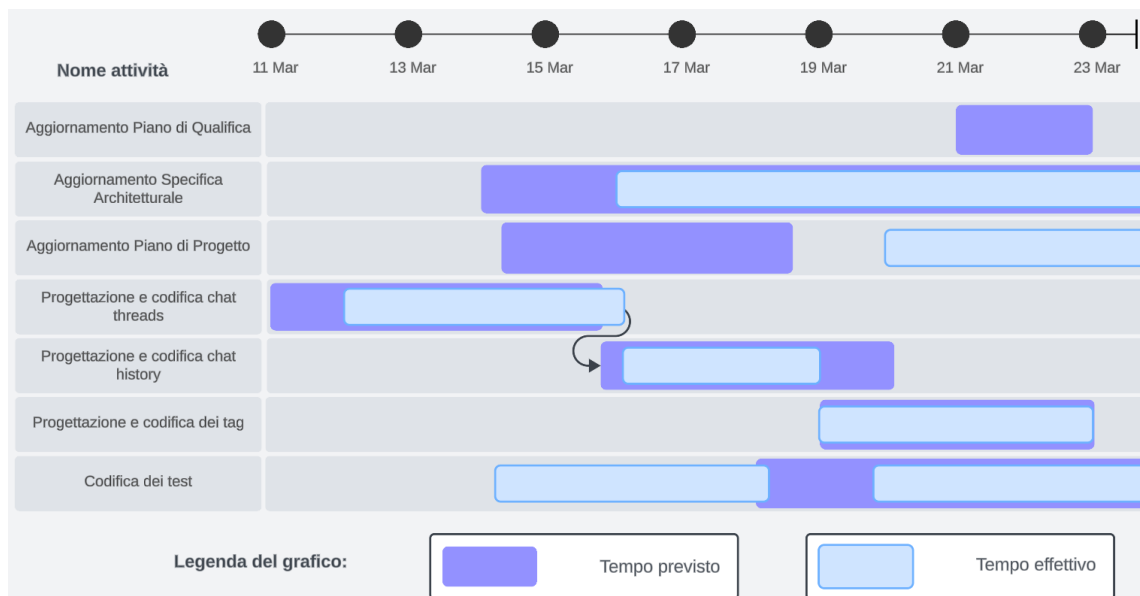 Nome attività
11 Mar
13 Mar
15 Mar
17 Mar
19 Mar
21 Mar
23 Mar
Aggiornamento Piano di Qualifica
Aggiornamento Specifica
Architetturale
Aggiornamento Piano di Progetto
Progettazione e codifica chat
threads
Progettazione e codifica chat
history
Progettazione e codifica dei tag
Codifica dei test
Legenda del grafico:
Tempo previsto
Tempo effettivo